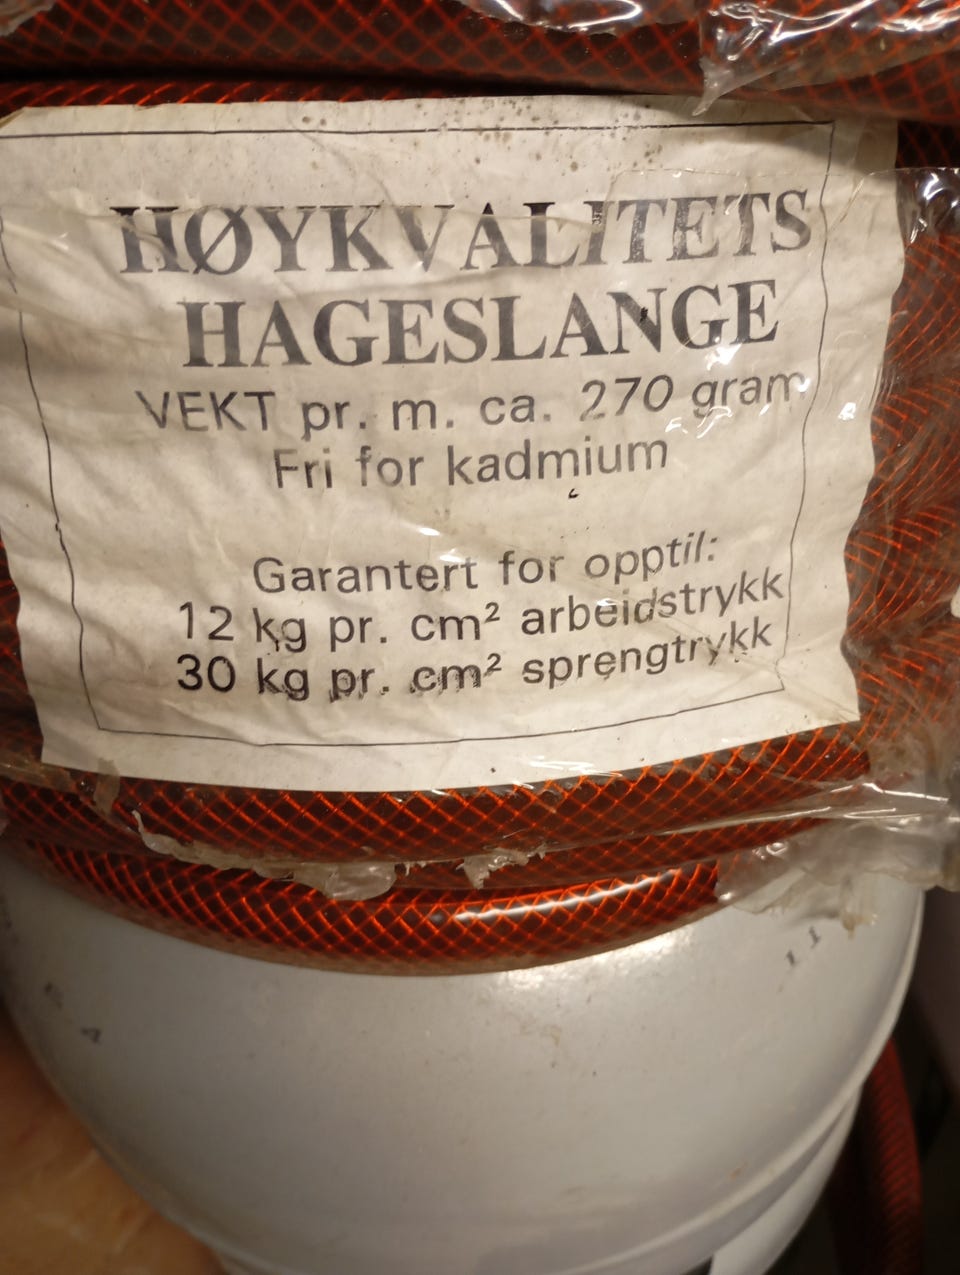 HØYKVALITETS
HAGESLANGE
VEKT pr. m. ca. 270 gram
Fri for kadmium
Garantert for opptil:
12 kg pr. cm² arbeidstrykk
30 kg pr. cm² sprengtrykk